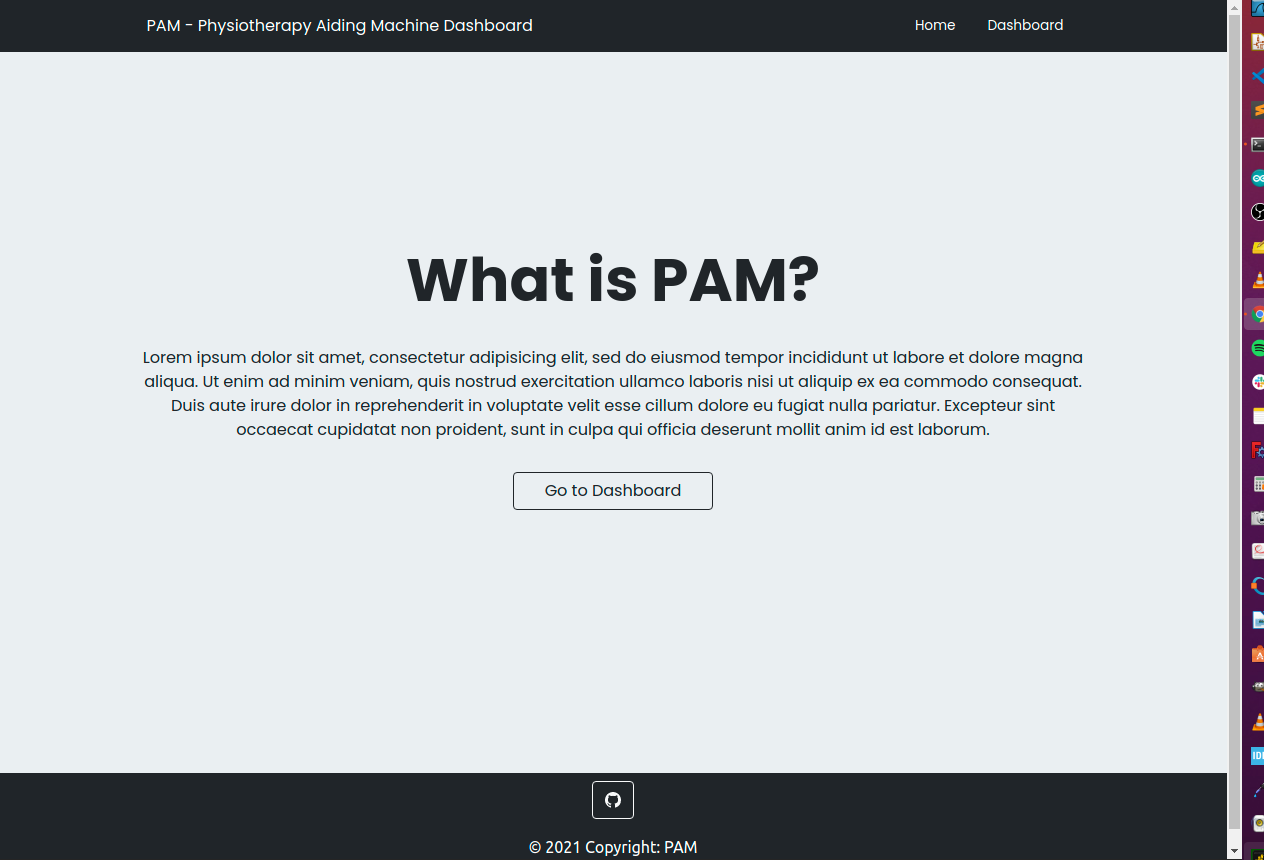 PAM - Physiotherapy Aiding Machine Dashboard
Home
Dashboard
What is PAM?
Lorem ipsum dolor sit amet, consectetur adipisicing elit, sed do eiusmod tempor incididunt ut labore et dolore magna
aliqua. Ut enim ad minim veniam, quis nostrud exercitation ullamco laboris nisi ut aliquip ex ea commodo consequat.
Duis aute irure dolor in reprehenderit in voluptate velit esse cillum dolore eu fugiat nulla pariatur. Excepteur sint
occaecat cupidatat non proident, sunt in culpa qui officia deserunt mollit anim id est laborum.
Go to Dashboard
© 2021 Copyright: PAM